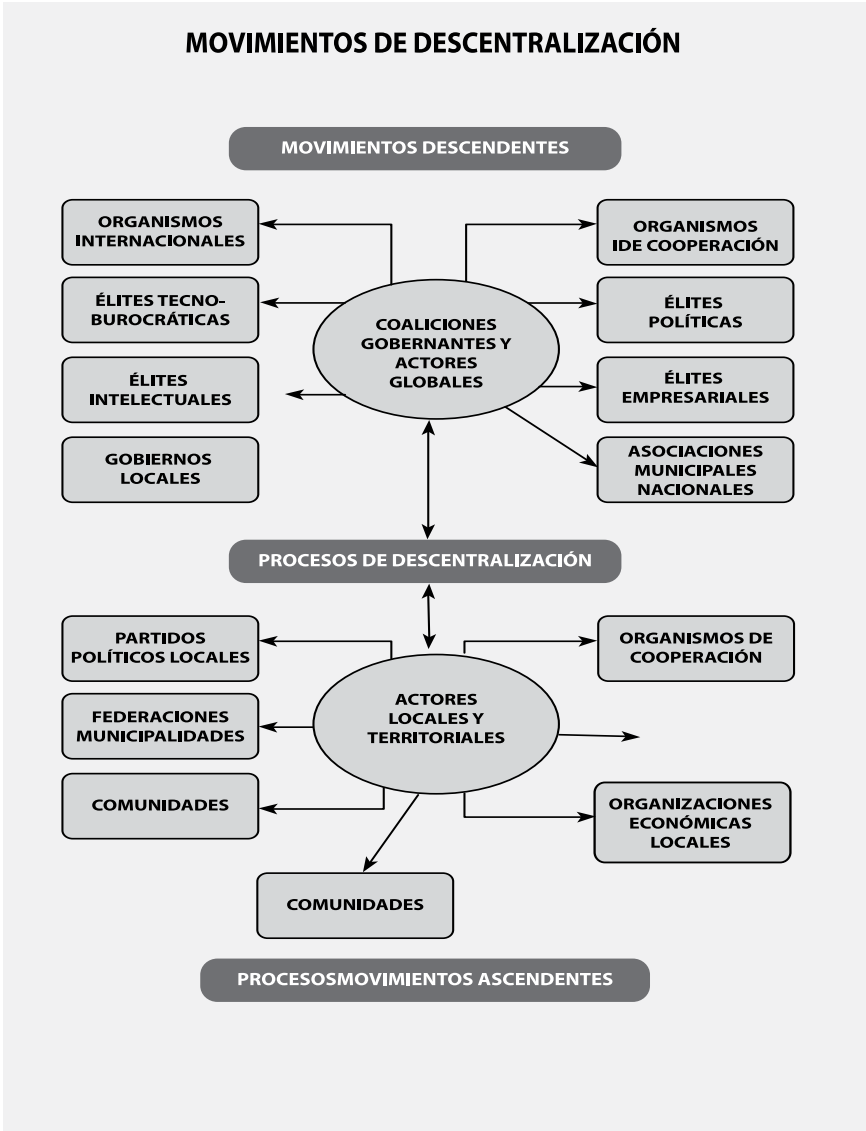 MOVIMIENTOS DE DESCENTRALIZACIÓN
MOVIMIENTOS DESCENDENTES
ORGANISMOS
INTERNACIONALES
ORGANISMOS
IDE COOPERACIÓN
ÉLITES TECNO-
BUROCRÁTICAS
COALICIONES
GOBERNANTES Y
ACTORES
GLOBALES
ÉLITES
POLÍTICAS
ÉLITES
INTELECTUALES
ÉLITES
EMPRESARIALES
GOBIERNOS
LOCALES
ASOCIACIONES
MUNICIPALES
NACIONALES
PROCESOS DE DESCENTRALIZACIÓN
PARTIDOS
POLÍTICOS LOCALES
ORGANISMOS DE
COOPERACIÓN
FEDERACIONES
MUNICIPALIDADES
ACTORES
LOCALES Y
TERRITORIALES
COMUNIDADES
ORGANIZACIONES
ECONÓMICAS
LOCALES
COMUNIDADES
PROCESOSMOVIMIENTOS ASCENDENTES